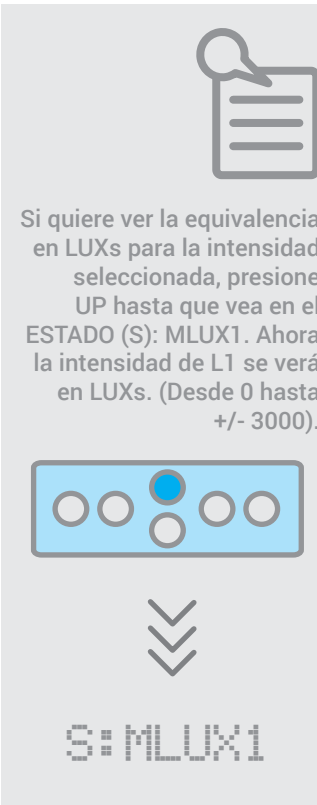 Si quiere ver la equivalencia
en LUXs para la intensidad
seleccionada, presione
UP hasta que vea en el
ESTADO (S): MLUX1. Ahora
la intensidad de L1 se verá
en LUXs. (Desde 0 hasta
+/- 3000).
S:MLUX1